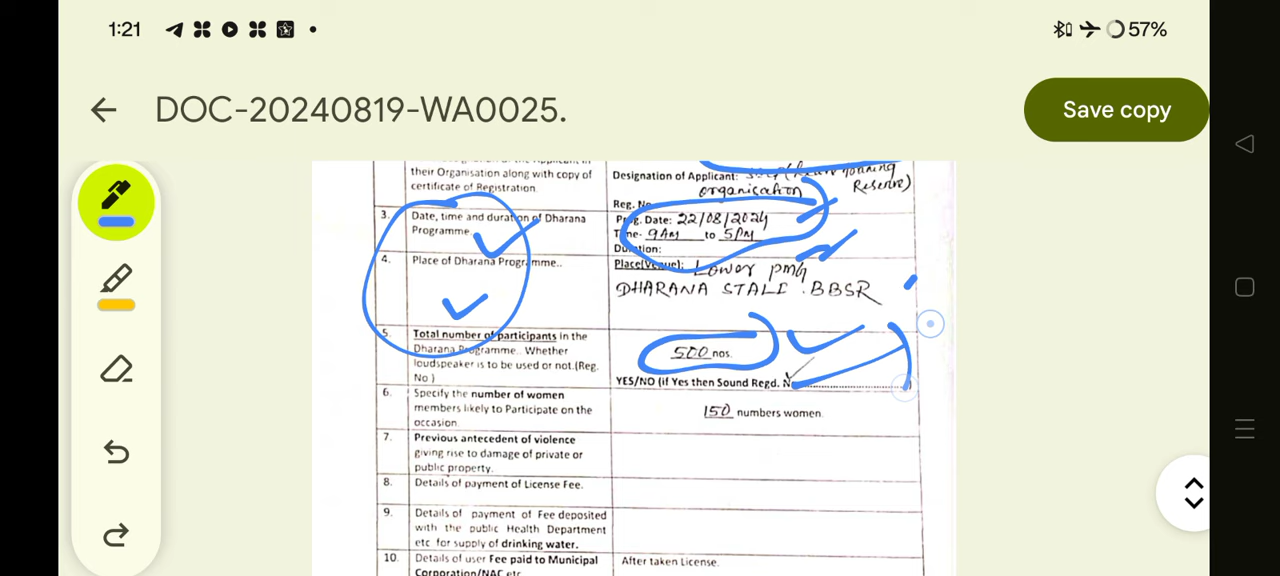 1:21
57%
DOC-20240819-WA0025.
Save copy
their Organisation along with copy of
certificate of Registration.
Designation of Applicant:
organisation
Reserve)
Reg. No
3.
Date, time and duration of Dharana
Programme.
Prog. Date: 22/08/2024
Time- 9AM to 5PM
Duration:
4.
Place of Dharana Programme..
Place(Venue): Lower pmg
DHARANA STALL .BBSR
5.
Total number of participants in the
Dharana Programme.. Whether
loudspeaker is to be used or not.(Reg.
No )
500 nos.
YES/NO (if Yes then Sound Regd.
6.
Specify the number of women
members likely to Participate on the
occasion.
150 numbers women.
7.
Previous antecedent of violence
giving rise to damage of private or
public property.
8.
Details of payment of License Fee.
9.
Details of payment of Fee deposited
with the public Health Department
etc for supply of drinking water.
10.
Details of user Fee paid to Municipal
Corporation/NAC etc
After taken License.